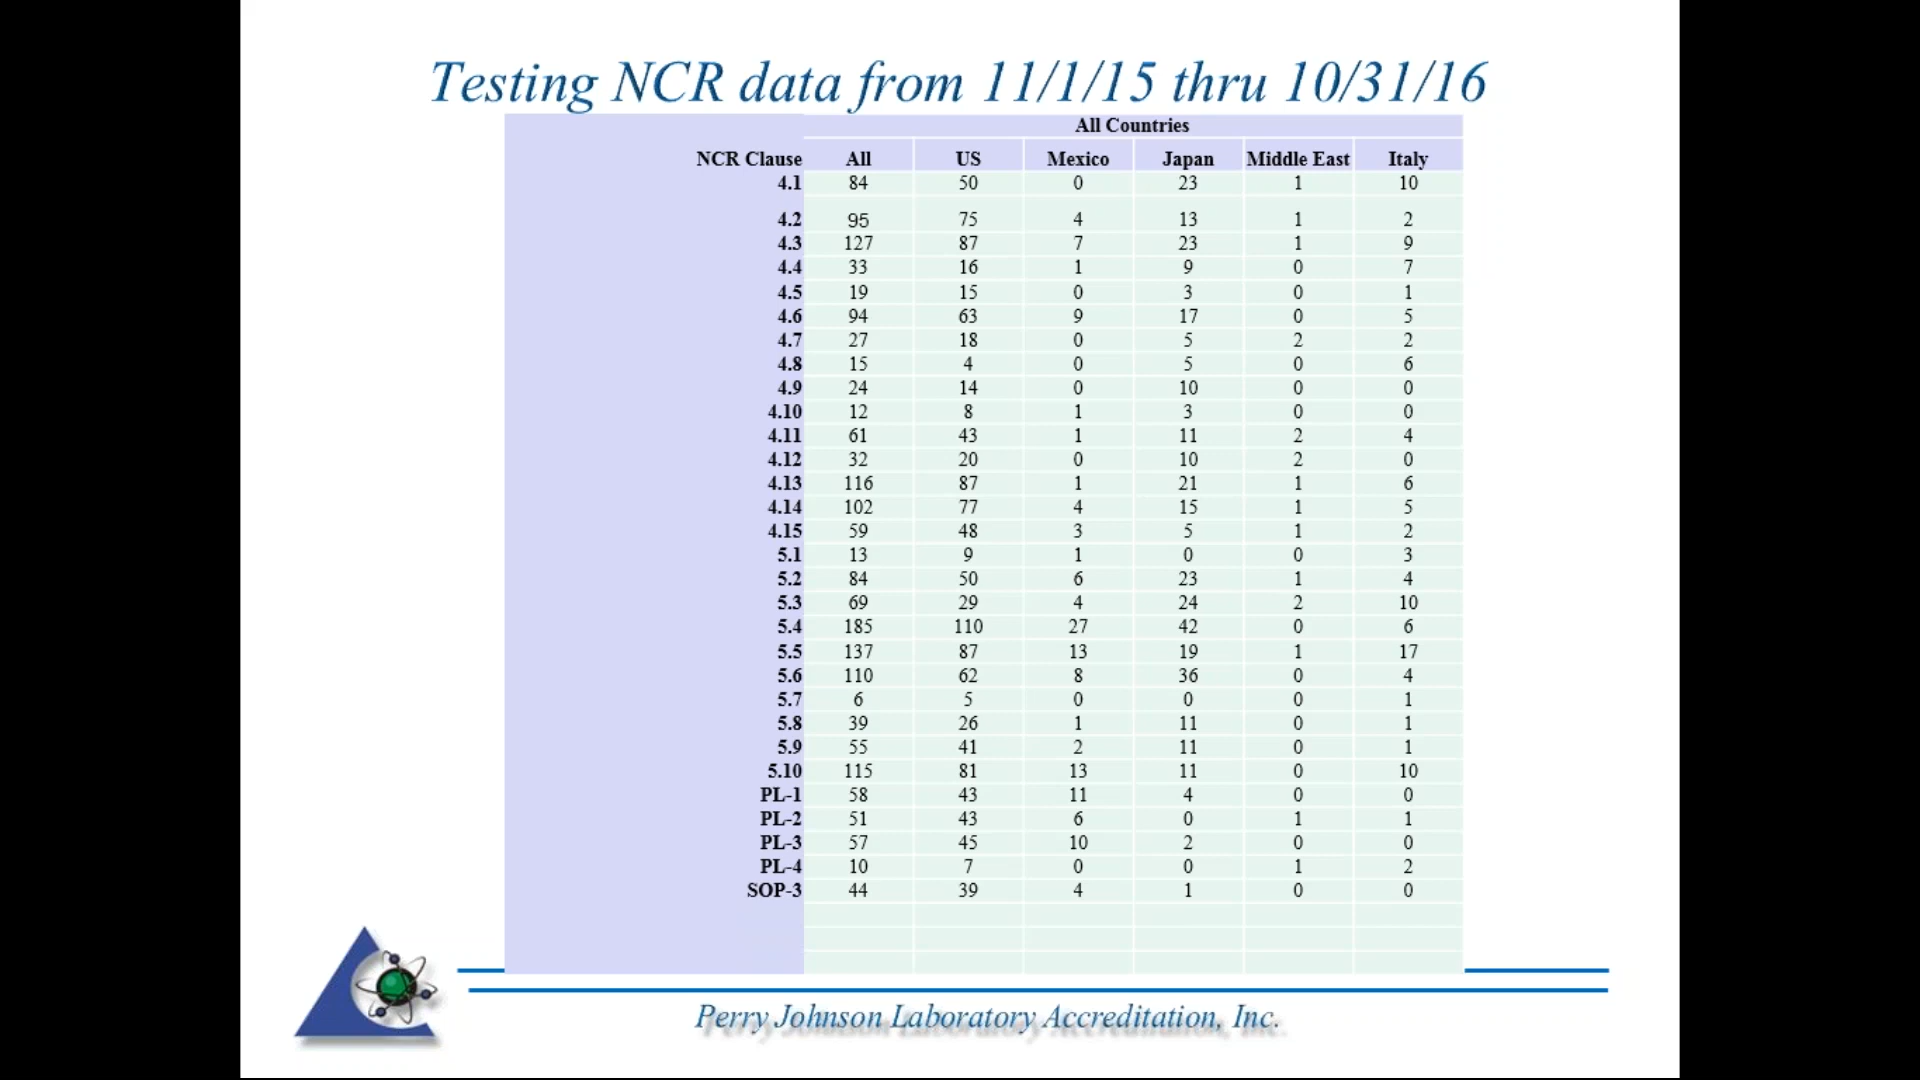 Testing NCR data from 11/1/15 thru 10/31/16
All Countries
NCR Clause All US Mexico Japan Middle East Italy
4.1 84 50 0 23 1 10
4.2 95 75 4 13 1 2
4.3 127 87 7 23 1 9
4.4 33 16 1 9 0 7
4.5 19 15 0 3 0 1
4.6 94 63 9 17 0 5
4.7 27 18 0 5 2 2
4.8 15 4 0 5 0 6
4.9 24 14 0 10 0 0
4.10 12 8 1 3 0 0
4.11 61 43 1 11 2 4
4.12 32 20 0 10 2 0
4.13 116 87 1 21 1 6
4.14 102 77 4 15 1 5
4.15 59 48 3 5 1 2
5.1 13 9 1 0 0 3
5.2 84 50 6 23 1 4
5.3 69 29 4 24 2 10
5.4 185 110 27 42 0 6
5.5 137 87 13 19 1 17
5.6 110 62 8 36 0 4
5.7 6 5 0 0 0 1
5.8 39 26 1 11 0 1
5.9 55 41 2 11 0 1
5.10 115 81 13 11 0 10
PL-1 58 43 11 4 0 0
PL-2 51 43 6 0 1 1
PL-3 57 45 10 2 0 0
PL-4 10 7 0 0 1 2
SOP-3 44 39 4 1 0 0
Perry Johnson Laboratory Accreditation, Inc.